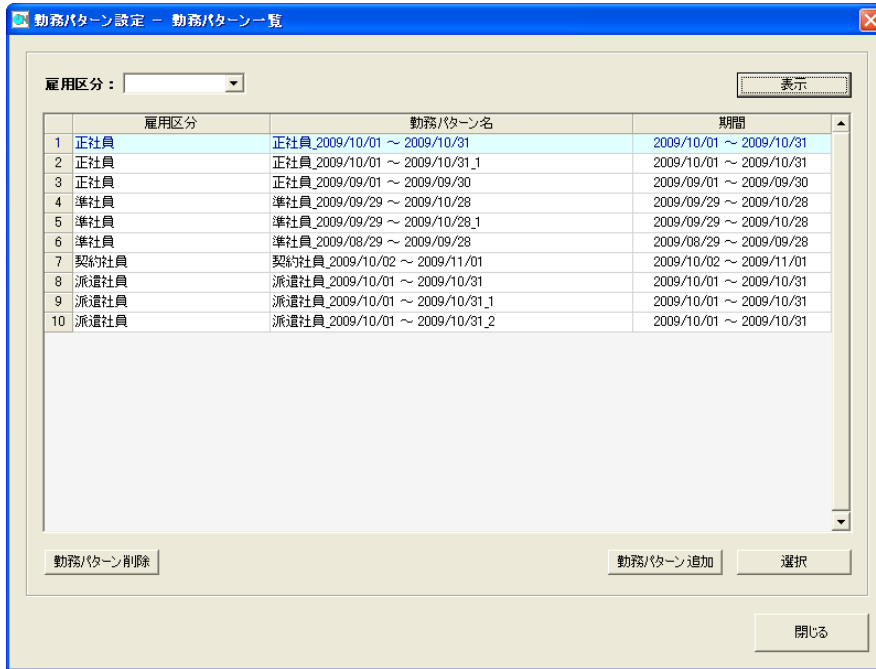 勤務パターン設定 － 勤務パターン一覧
雇用区分： 表示
雇用区分 勤務パターン名 期間
1 正社員 正社員_2009/10/01 ～ 2009/10/31 2009/10/01 ～ 2009/10/31
2 正社員 正社員_2009/10/01 ～ 2009/10/31_1 2009/10/01 ～ 2009/10/31
3 正社員 正社員_2009/09/01 ～ 2009/09/30 2009/09/01 ～ 2009/09/30
4 準社員 準社員_2009/09/29 ～ 2009/10/28 2009/09/29 ～ 2009/10/28
5 準社員 準社員_2009/09/29 ～ 2009/10/28_1 2009/09/29 ～ 2009/10/28
6 準社員 準社員_2009/08/29 ～ 2009/09/28 2009/08/29 ～ 2009/09/28
7 契約社員 契約社員_2009/10/02 ～ 2009/11/01 2009/10/02 ～ 2009/11/01
8 派遣社員 派遣社員_2009/10/01 ～ 2009/10/31 2009/10/01 ～ 2009/10/31
9 派遣社員 派遣社員_2009/10/01 ～ 2009/10/31_1 2009/10/01 ～ 2009/10/31
10 派遣社員 派遣社員_2009/10/01 ～ 2009/10/31_2 2009/10/01 ～ 2009/10/31
勤務パターン削除 勤務パターン追加 選択
閉じる